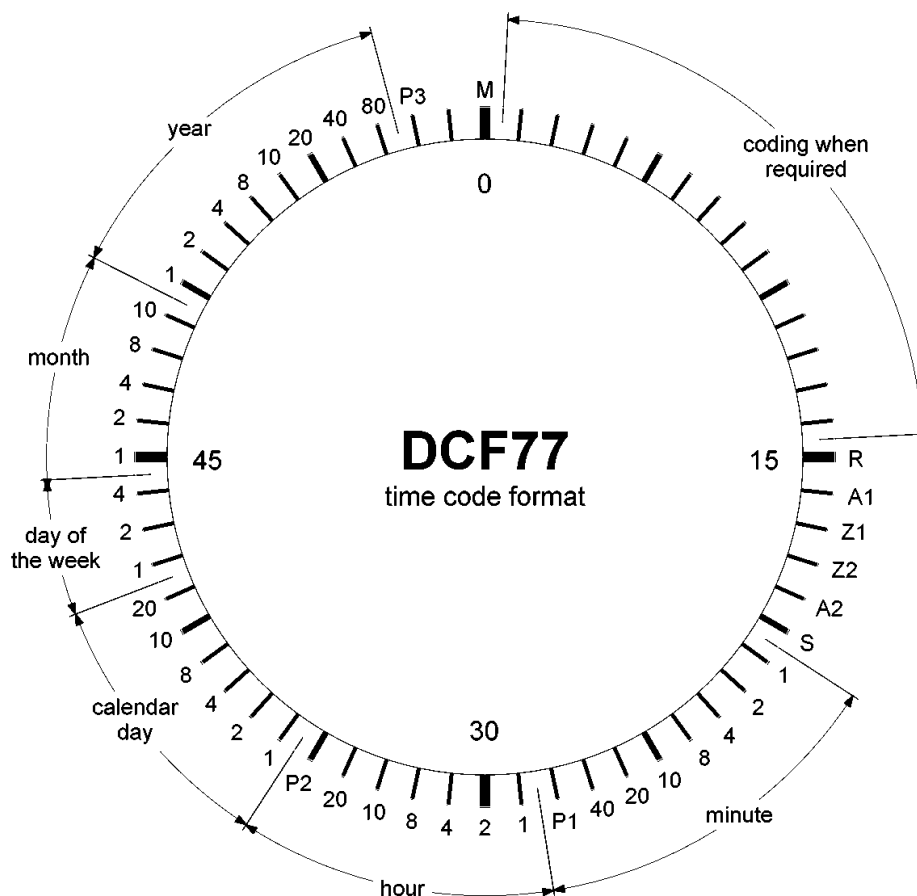 M
0
coding when
required
R
15
A1
Z1
Z2
A2
S
1
2
4
8
10
20
40
P1
minute
1
2
30
4
8
10
20
P2
hour
1
2
4
8
10
20
calendar
day
1
2
4
day of
the week
1
45
2
4
8
10
month
1
2
4
8
10
20
40
80
year
P3
DCF77
time code format